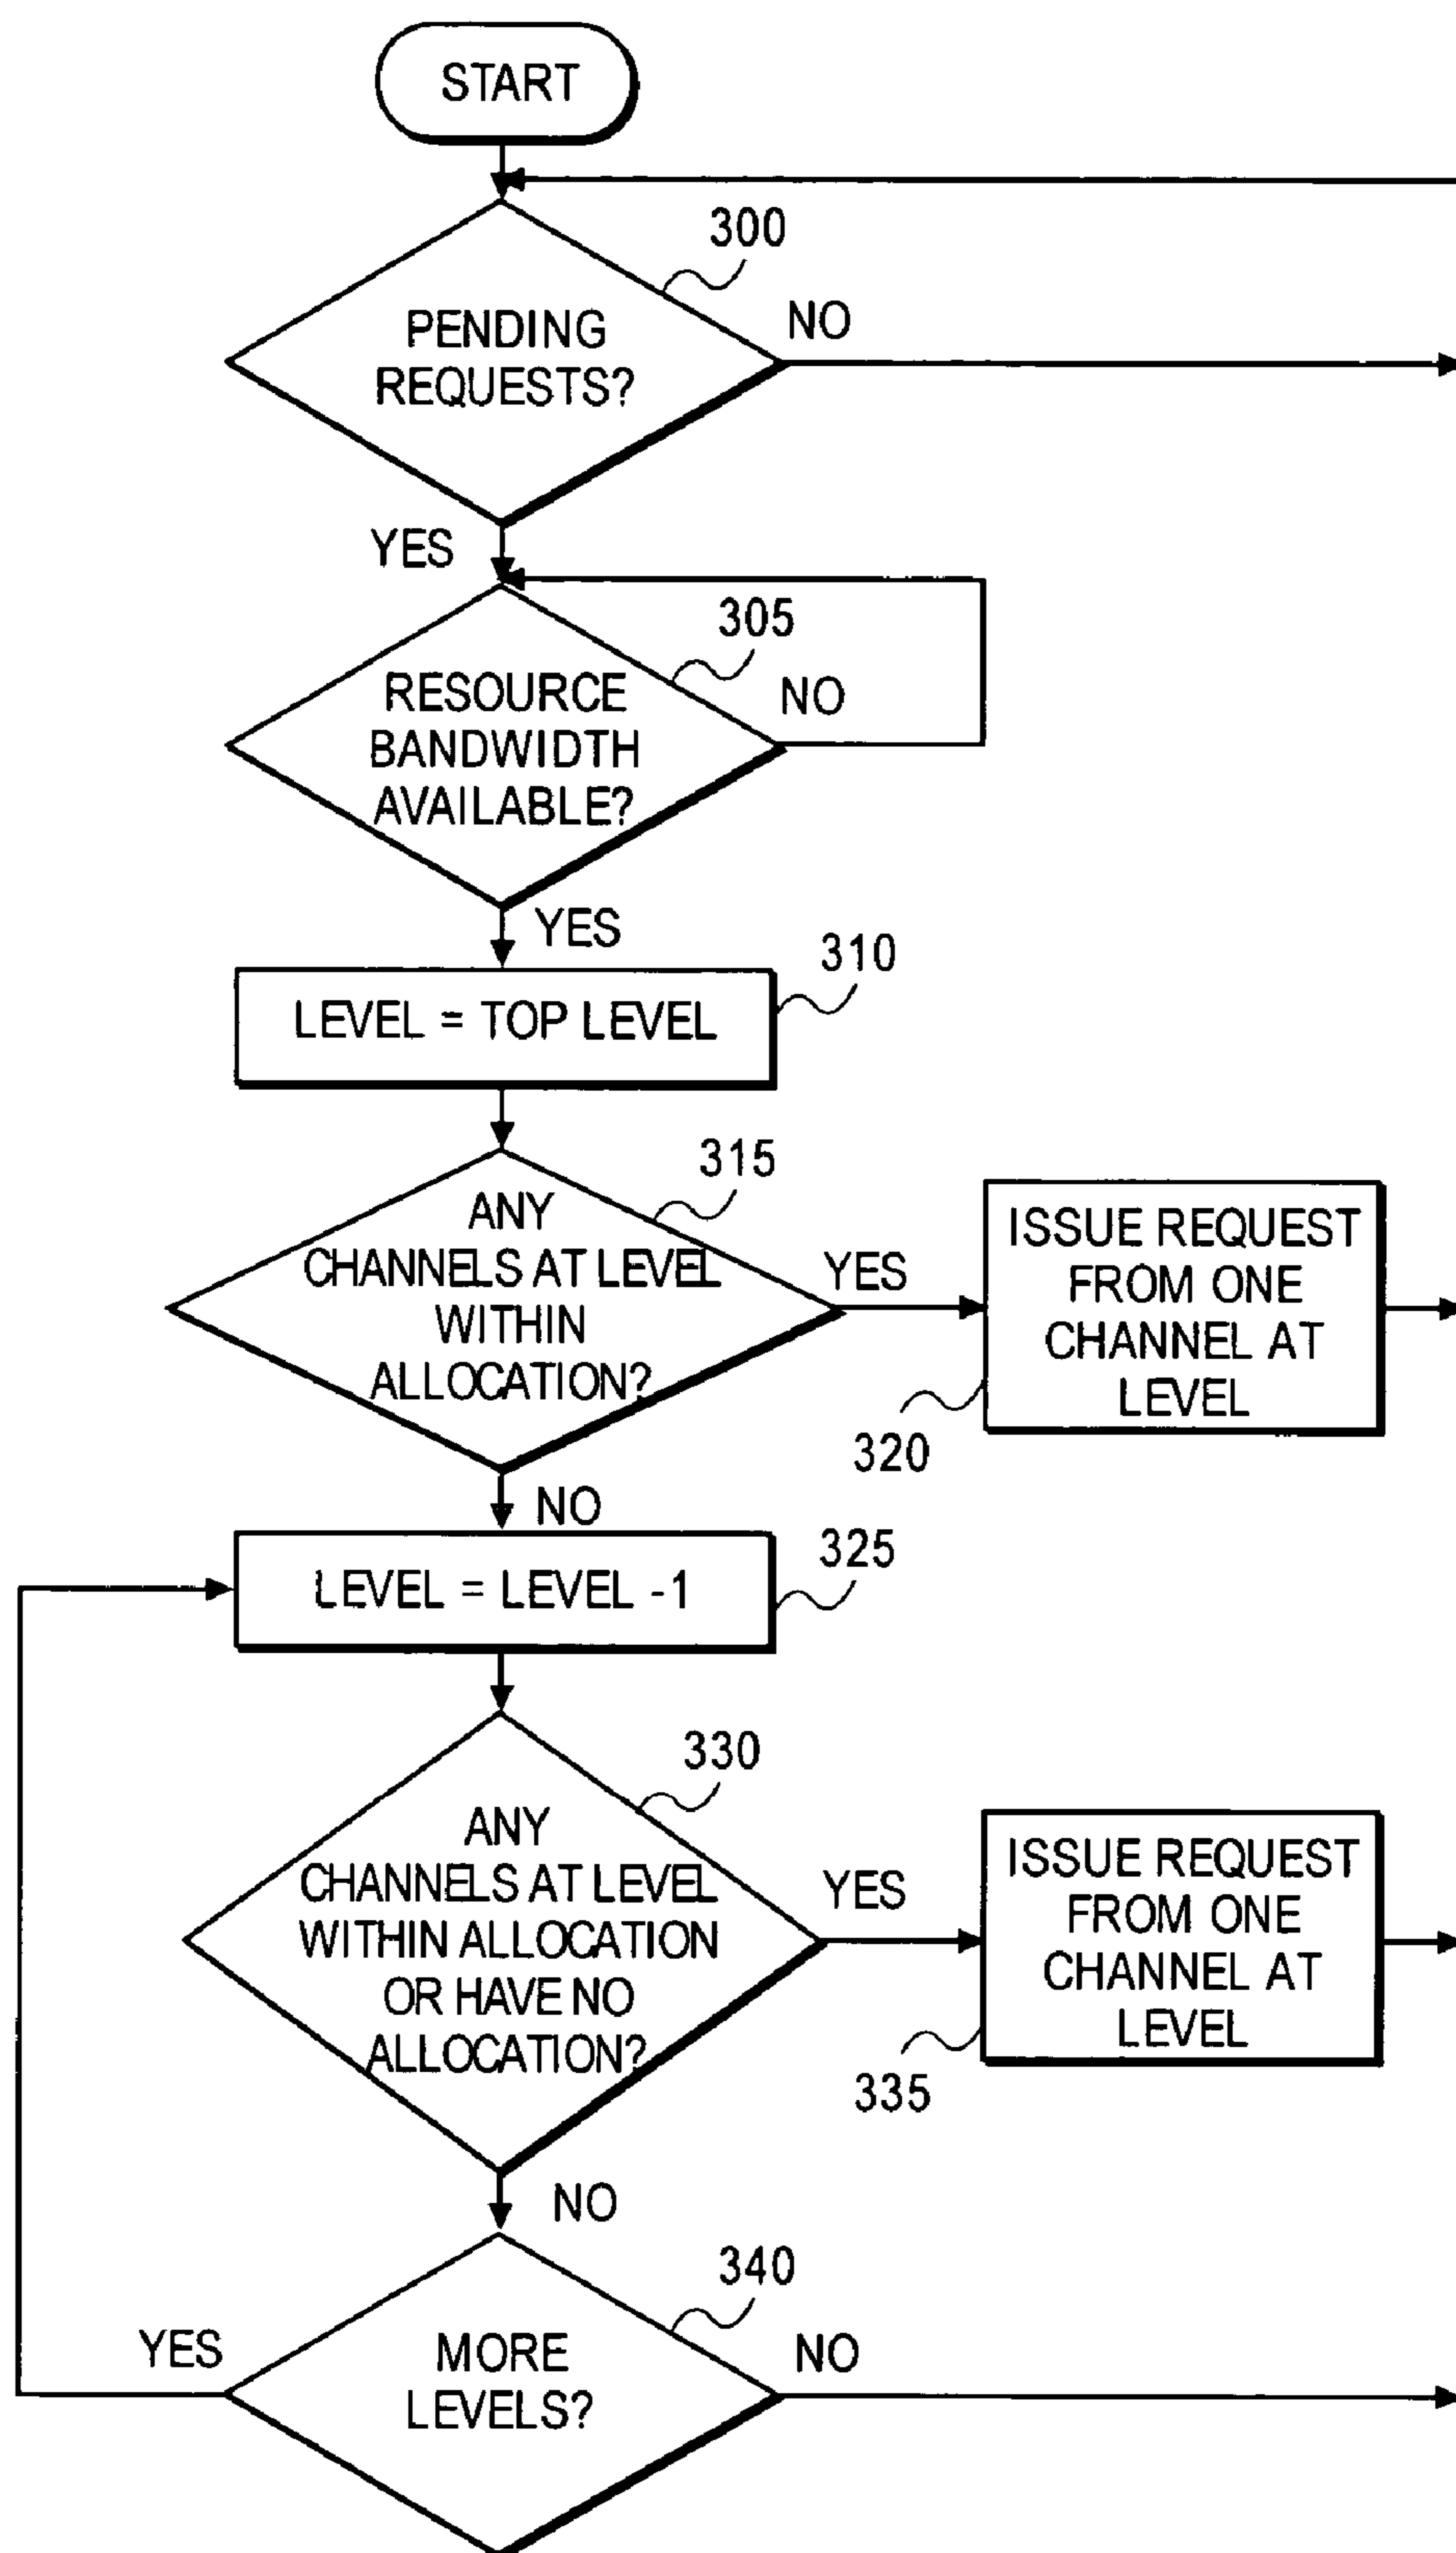 START
300
PENDING
REQUESTS?
NO
YES
305
RESOURCE
BANDWIDTH
AVAILABLE?
NO
YES
310
LEVEL = TOP LEVEL
315
ANY
CHANNELS AT LEVEL
WITHIN
ALLOCATION?
YES
ISSUE REQUEST
FROM ONE
CHANNEL AT
LEVEL
320
NO
325
LEVEL = LEVEL -1
330
ANY
CHANNELS AT LEVEL
WITHIN ALLOCATION
OR HAVE NO
ALLOCATION?
YES
ISSUE REQUEST
FROM ONE
CHANNEL AT
LEVEL
335
NO
340
YES
MORE
LEVELS?
NO